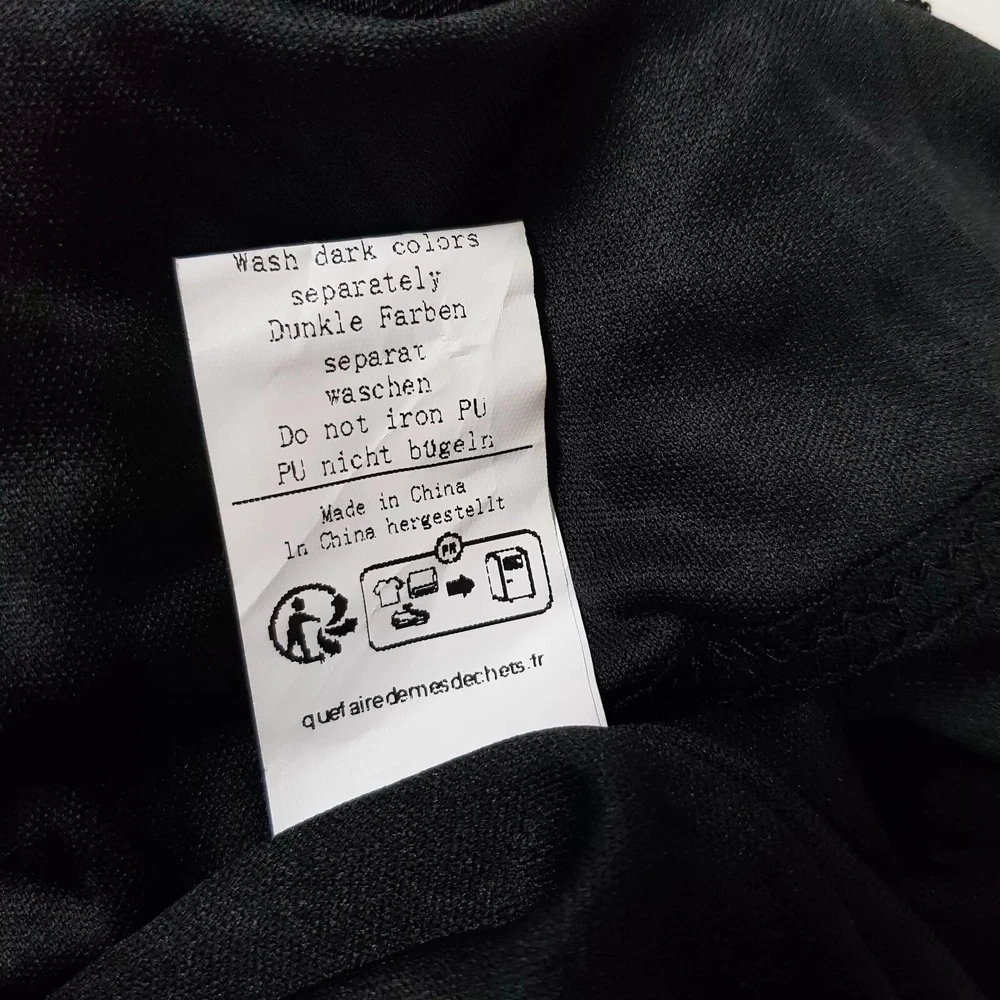 Wash dark colors
separately
Dunkle Farben
separat
waschen
Do not iron PU
PU nicht bügeln
Made in China
In China hergestellt
FR
quefairedemesdechets.fr